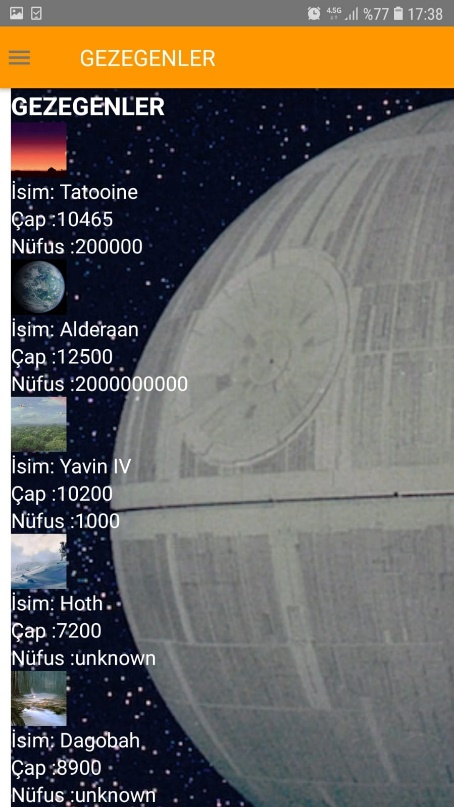 4.5G %77 17:38
GEZEGENLER
GEZEGENLER
İsim: Tatooine
Çap :10465
Nüfus :200000
İsim: Alderaan
Çap :12500
Nüfus :2000000000
İsim: Yavin IV
Çap :10200
Nüfus :1000
İsim: Hoth
Çap :7200
Nüfus :unknown
İsim: Dagobah
Çap :8900
Nüfus :unknown